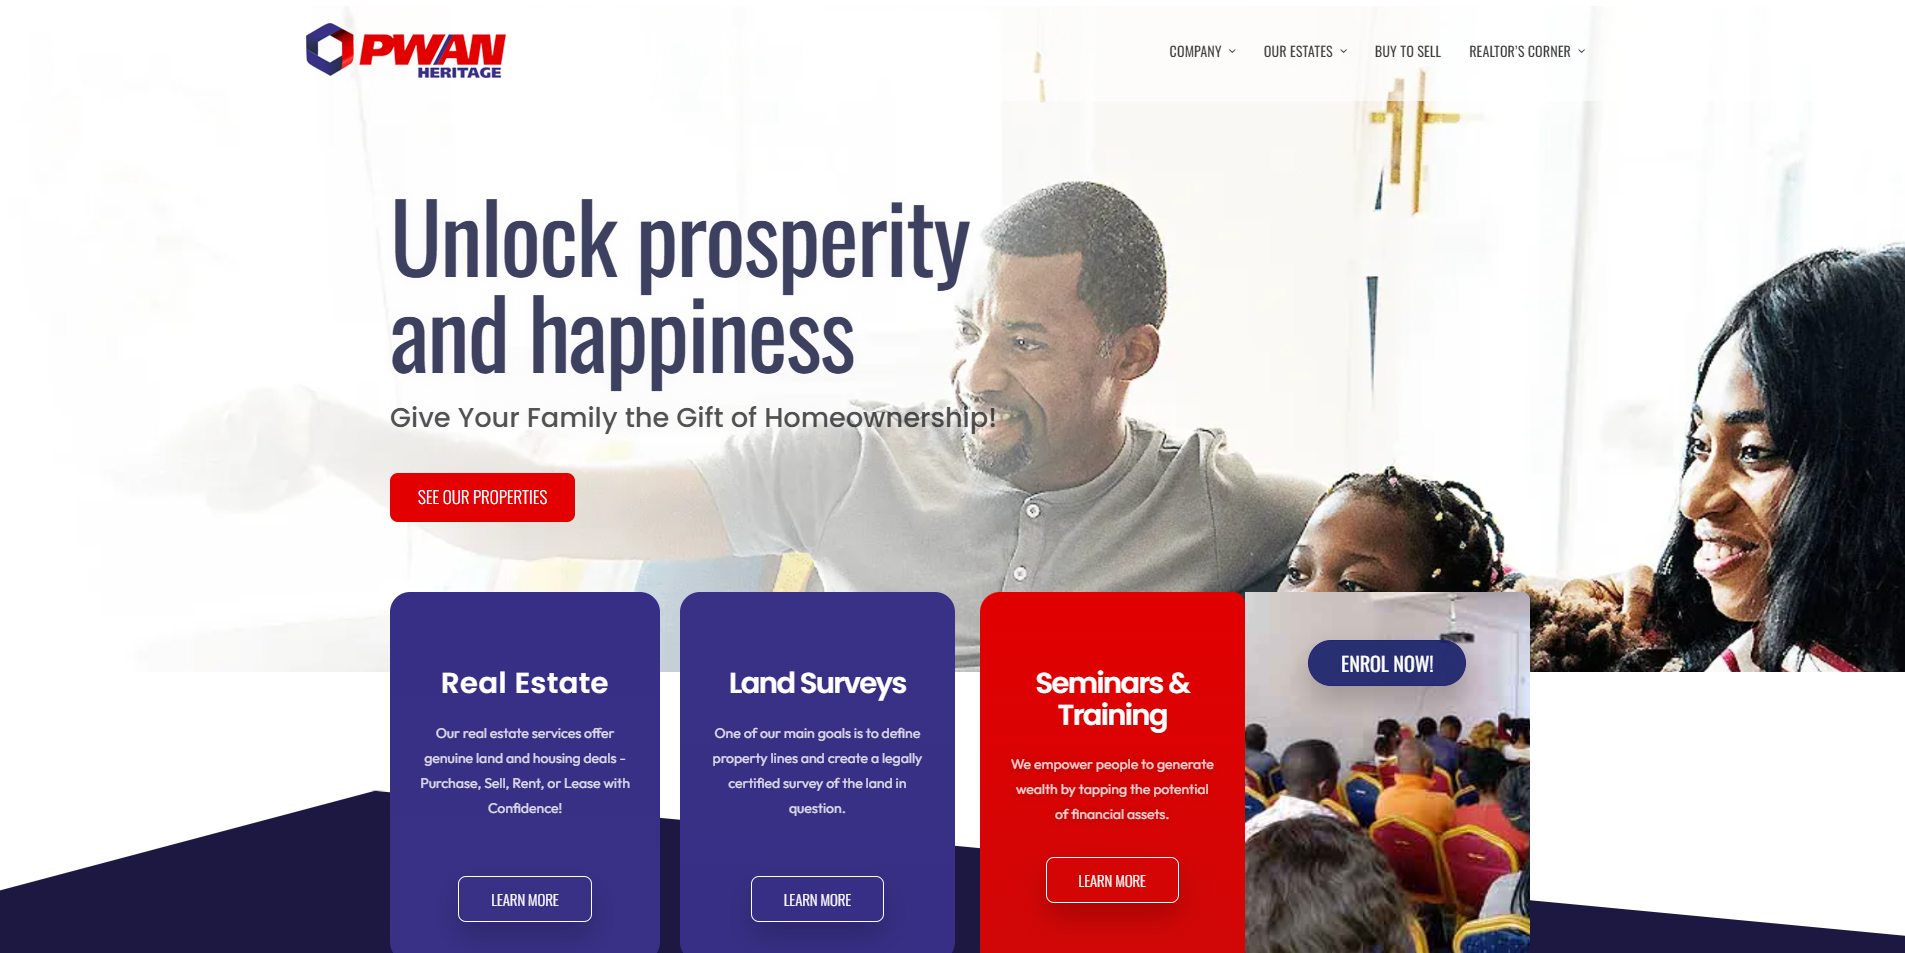 PWAN
HERITAGE
COMPANY
OUR ESTATES
BUY TO SELL
REALTOR'S CORNER
Unlock prosperity
and happiness
Give Your Family the Gift of Homeownership!
SEE OUR PROPERTIES
Real Estate
Our real estate services offer
genuine land and housing deals -
Purchase, Sell, Rent, or Lease with
Confidence!
LEARN MORE
Land Surveys
One of our main goals is to define
property lines and create a legally
certified survey of the land in
question.
LEARN MORE
Seminars &
Training
We empower people to generate
wealth by tapping the potential
of financial assets.
LEARN MORE
ENROL NOW!